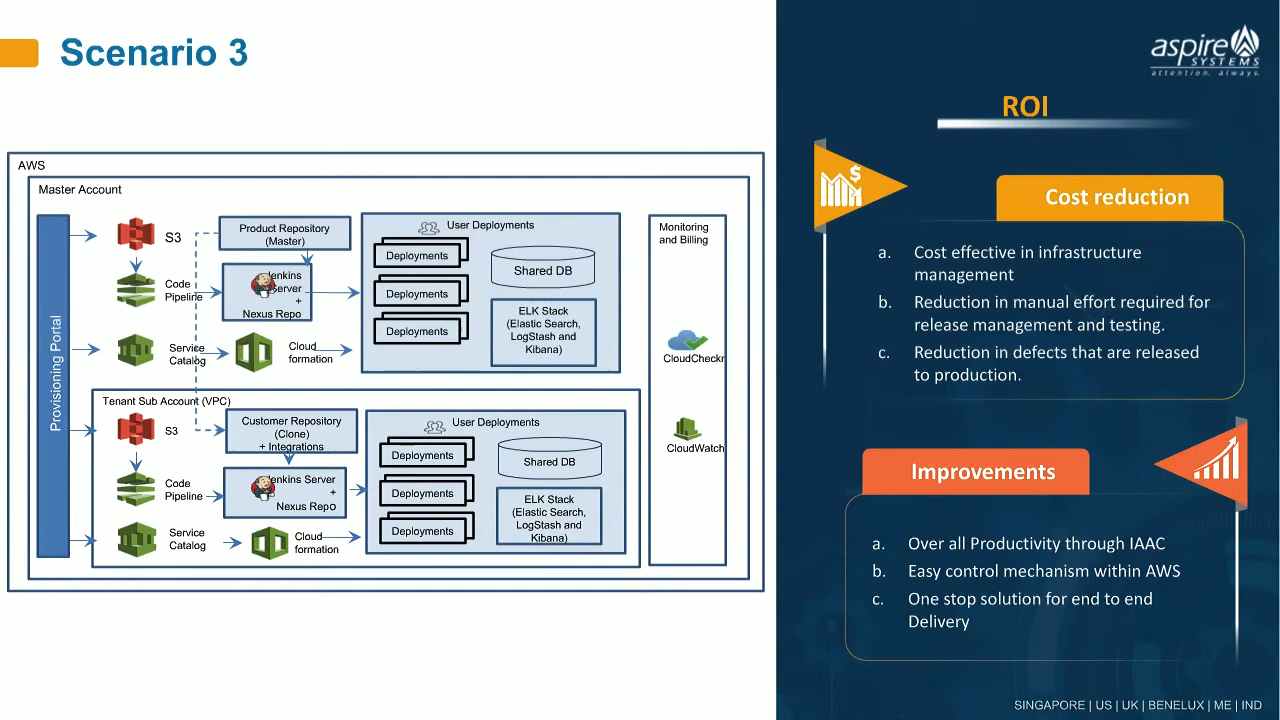 Scenario 3
AWS
Master Account
Provisioning Portal
S3
Code
Pipeline
Service
Catalog
Product Repository
(Master)
Jenkins
Server
+
Nexus Repo
Cloud
formation
User Deployments
Deployments
Deployments
Deployments
Shared DB
ELK Stack
(Elastic Search,
LogStash and
Kibana)
Monitoring
and Billing
CloudCheckr
CloudWatch
Tenant Sub Account (VPC)
S3
Code
Pipeline
Service
Catalog
Customer Repository
(Clone)
+ Integrations
Jenkins Server
+
Nexus Repo
Cloud
formation
User Deployments
Deployments
Deployments
Deployments
Shared DB
ELK Stack
(Elastic Search,
LogStash and
Kibana)
aspire
SYSTEMS
attention. always.
ROI
Cost reduction
a. Cost effective in infrastructure
management
b. Reduction in manual effort required for
release management and testing.
c. Reduction in defects that are released
to production.
Improvements
a. Over all Productivity through IAAC
b. Easy control mechanism within AWS
c. One stop solution for end to end
Delivery
SINGAPORE | US | UK | BENELUX | ME | IND